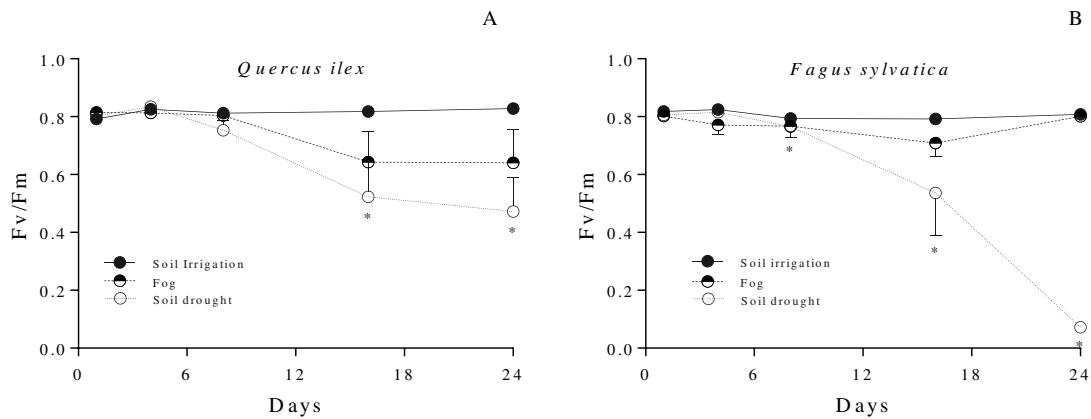 A
Quercus ilex
Fv/Fm
1.0
0.8
0.6
0.4
0.2
0.0
Soil Irrigation
Fog
Soil drought
*
*
0
6
12
18
24
Days
B
Fagus sylvatica
Fv/Fm
1.0
0.8
0.6
0.4
0.2
0.0
Soil irrigation
Fog
Soil drought
*
*
*
0
6
12
18
24
Days